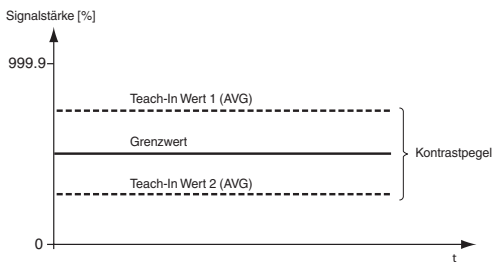 Signalstärke [%]
999.9
Teach-In Wert 1 (AVG)
Grenzwert
Kontrastpegel
Teach-In Wert 2 (AVG)
0
t